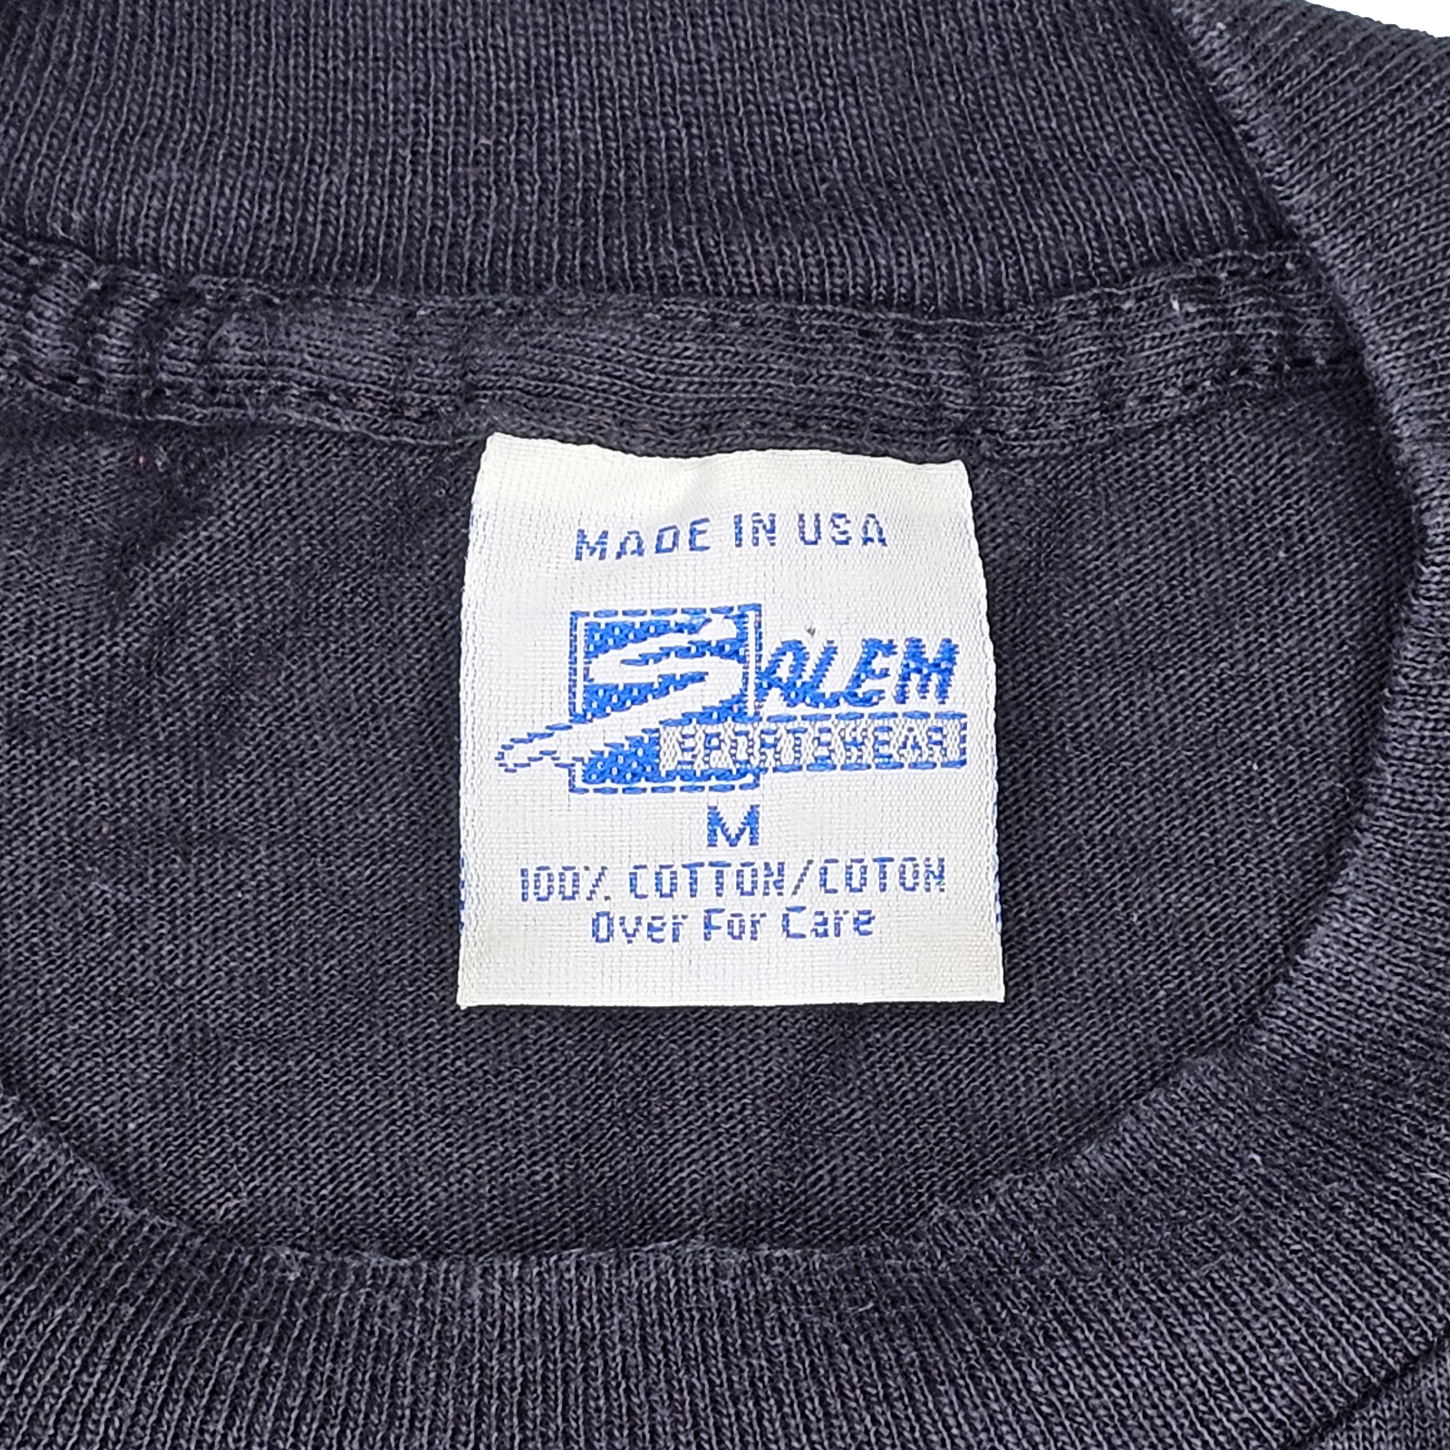 MADE IN USA
SALEM
SPORTSWEAR
M
100% COTTON/COTON
Over For Care